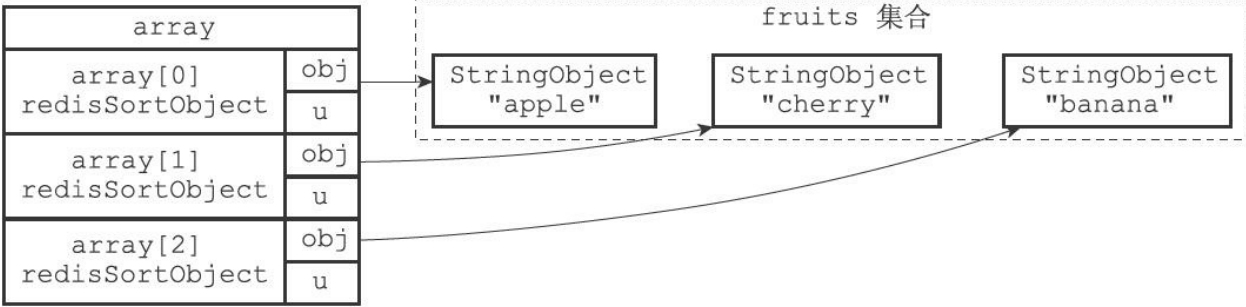 array
array[0]
redisSortObject
obj
u
array[1]
redisSortObject
obj
u
array[2]
redisSortObject
obj
u
fruits 集合
StringObject
"apple"
StringObject
"cherry"
StringObject
"banana"